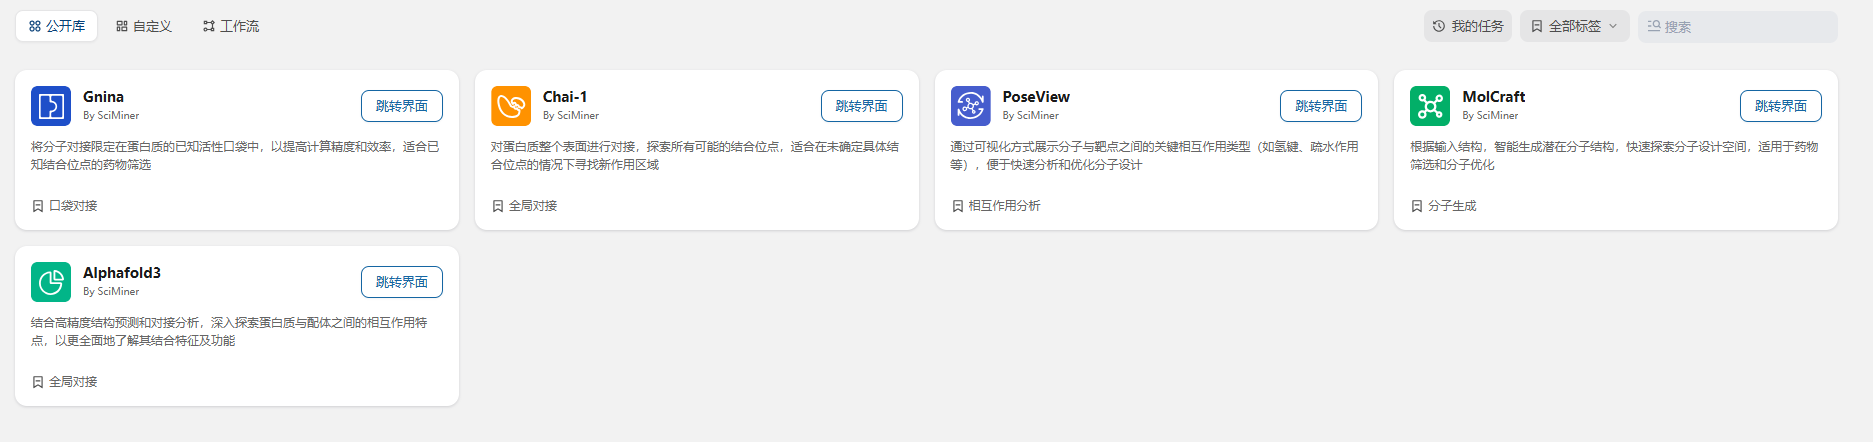 公开库 自定义 工作流 我的任务 全部标签 搜索
Gnina
By SciMiner
跳转界面
将分子对接限定在蛋白质的已知活性口袋中，以提高计算精度和效率，适合已
知结合位点的药物筛选
口袋对接
Chai-1
By SciMiner
跳转界面
对蛋白质整个表面进行对接，探索所有可能的结合位点，适合在未确定具体结
合位点的情况下寻找新作用区域
全局对接
PoseView
By SciMiner
跳转界面
通过可视化方式展示分子与靶点之间的关键相互作用类型（如氢键、疏水作用
等），便于快速分析和优化分子设计
相互作用分析
MolCraft
By SciMiner
跳转界面
根据输入结构，智能生成潜在分子结构，快速探索分子设计空间，适用于药物
筛选和分子优化
分子生成
Alphafold3
By SciMiner
跳转界面
结合高精度结构预测和对接分析，深入探索蛋白质与配体之间的相互作用特
点，以更全面地了解其结合特征及功能
全局对接